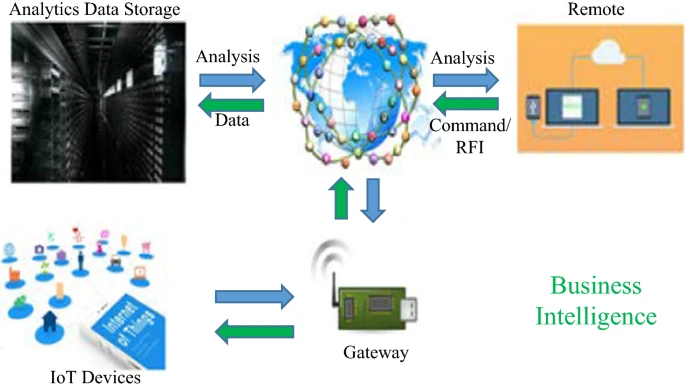 Analytics Data Storage
Remote
Analysis
Data
Analysis
Command/
RFI
Internet
of Things
Gateway
IoT Devices
Business
Intelligence